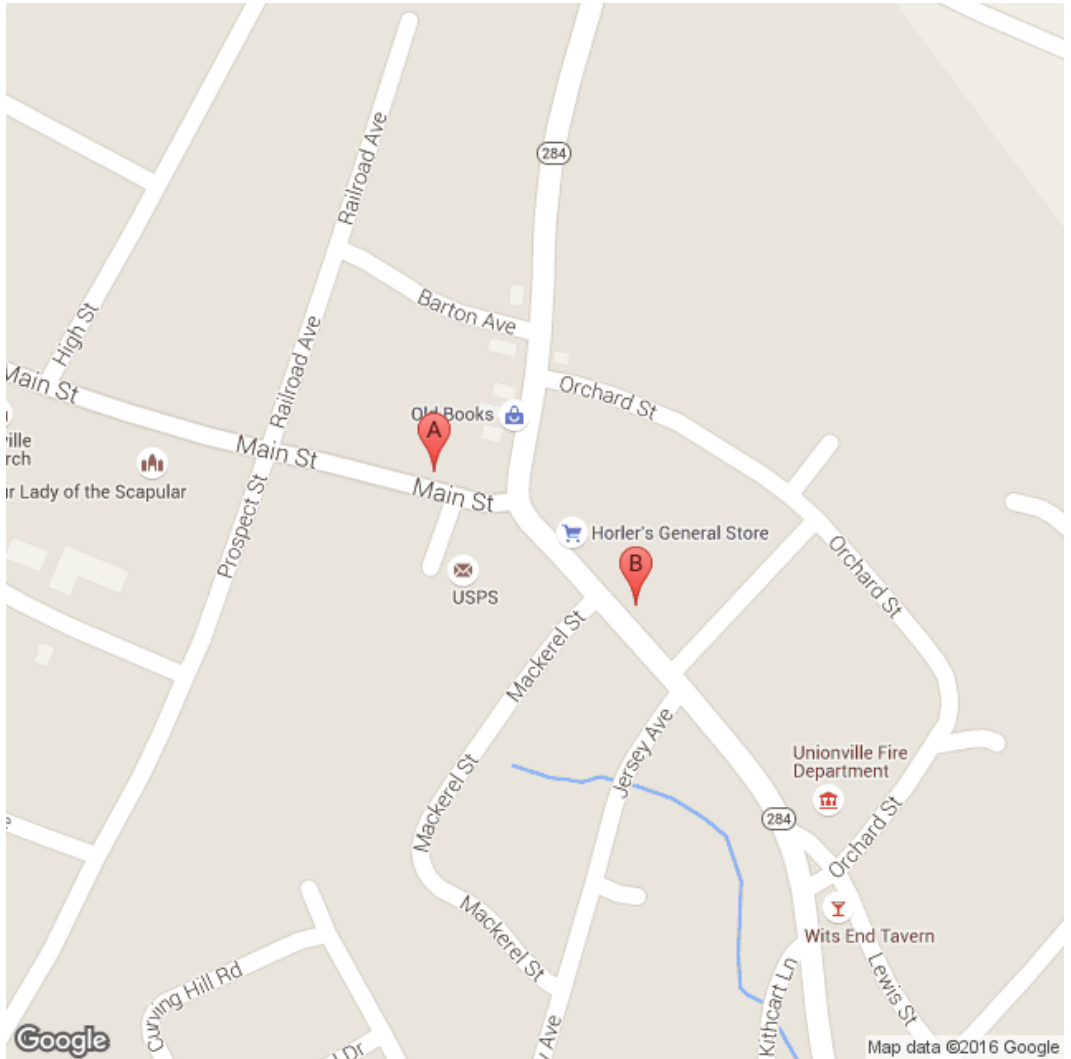 284
Railroad Ave
Barton Ave
High St
Railroad Ave
Main St
Orchard St
Old Books
A
Main St
ville
rch
r Lady of the Scapular
Main St
Prospect St
Horler's General Store
B
USPS
Orchard St
Mackerel St
Jersey Ave
Unionville Fire
Department
Mackerel St
284
Orchard St
Mackerel St
Wits End Tavern
Curving Hill Rd
Kithcart Ln
Lewis St
Dr
Ave
Google
Map data ©2016 Google